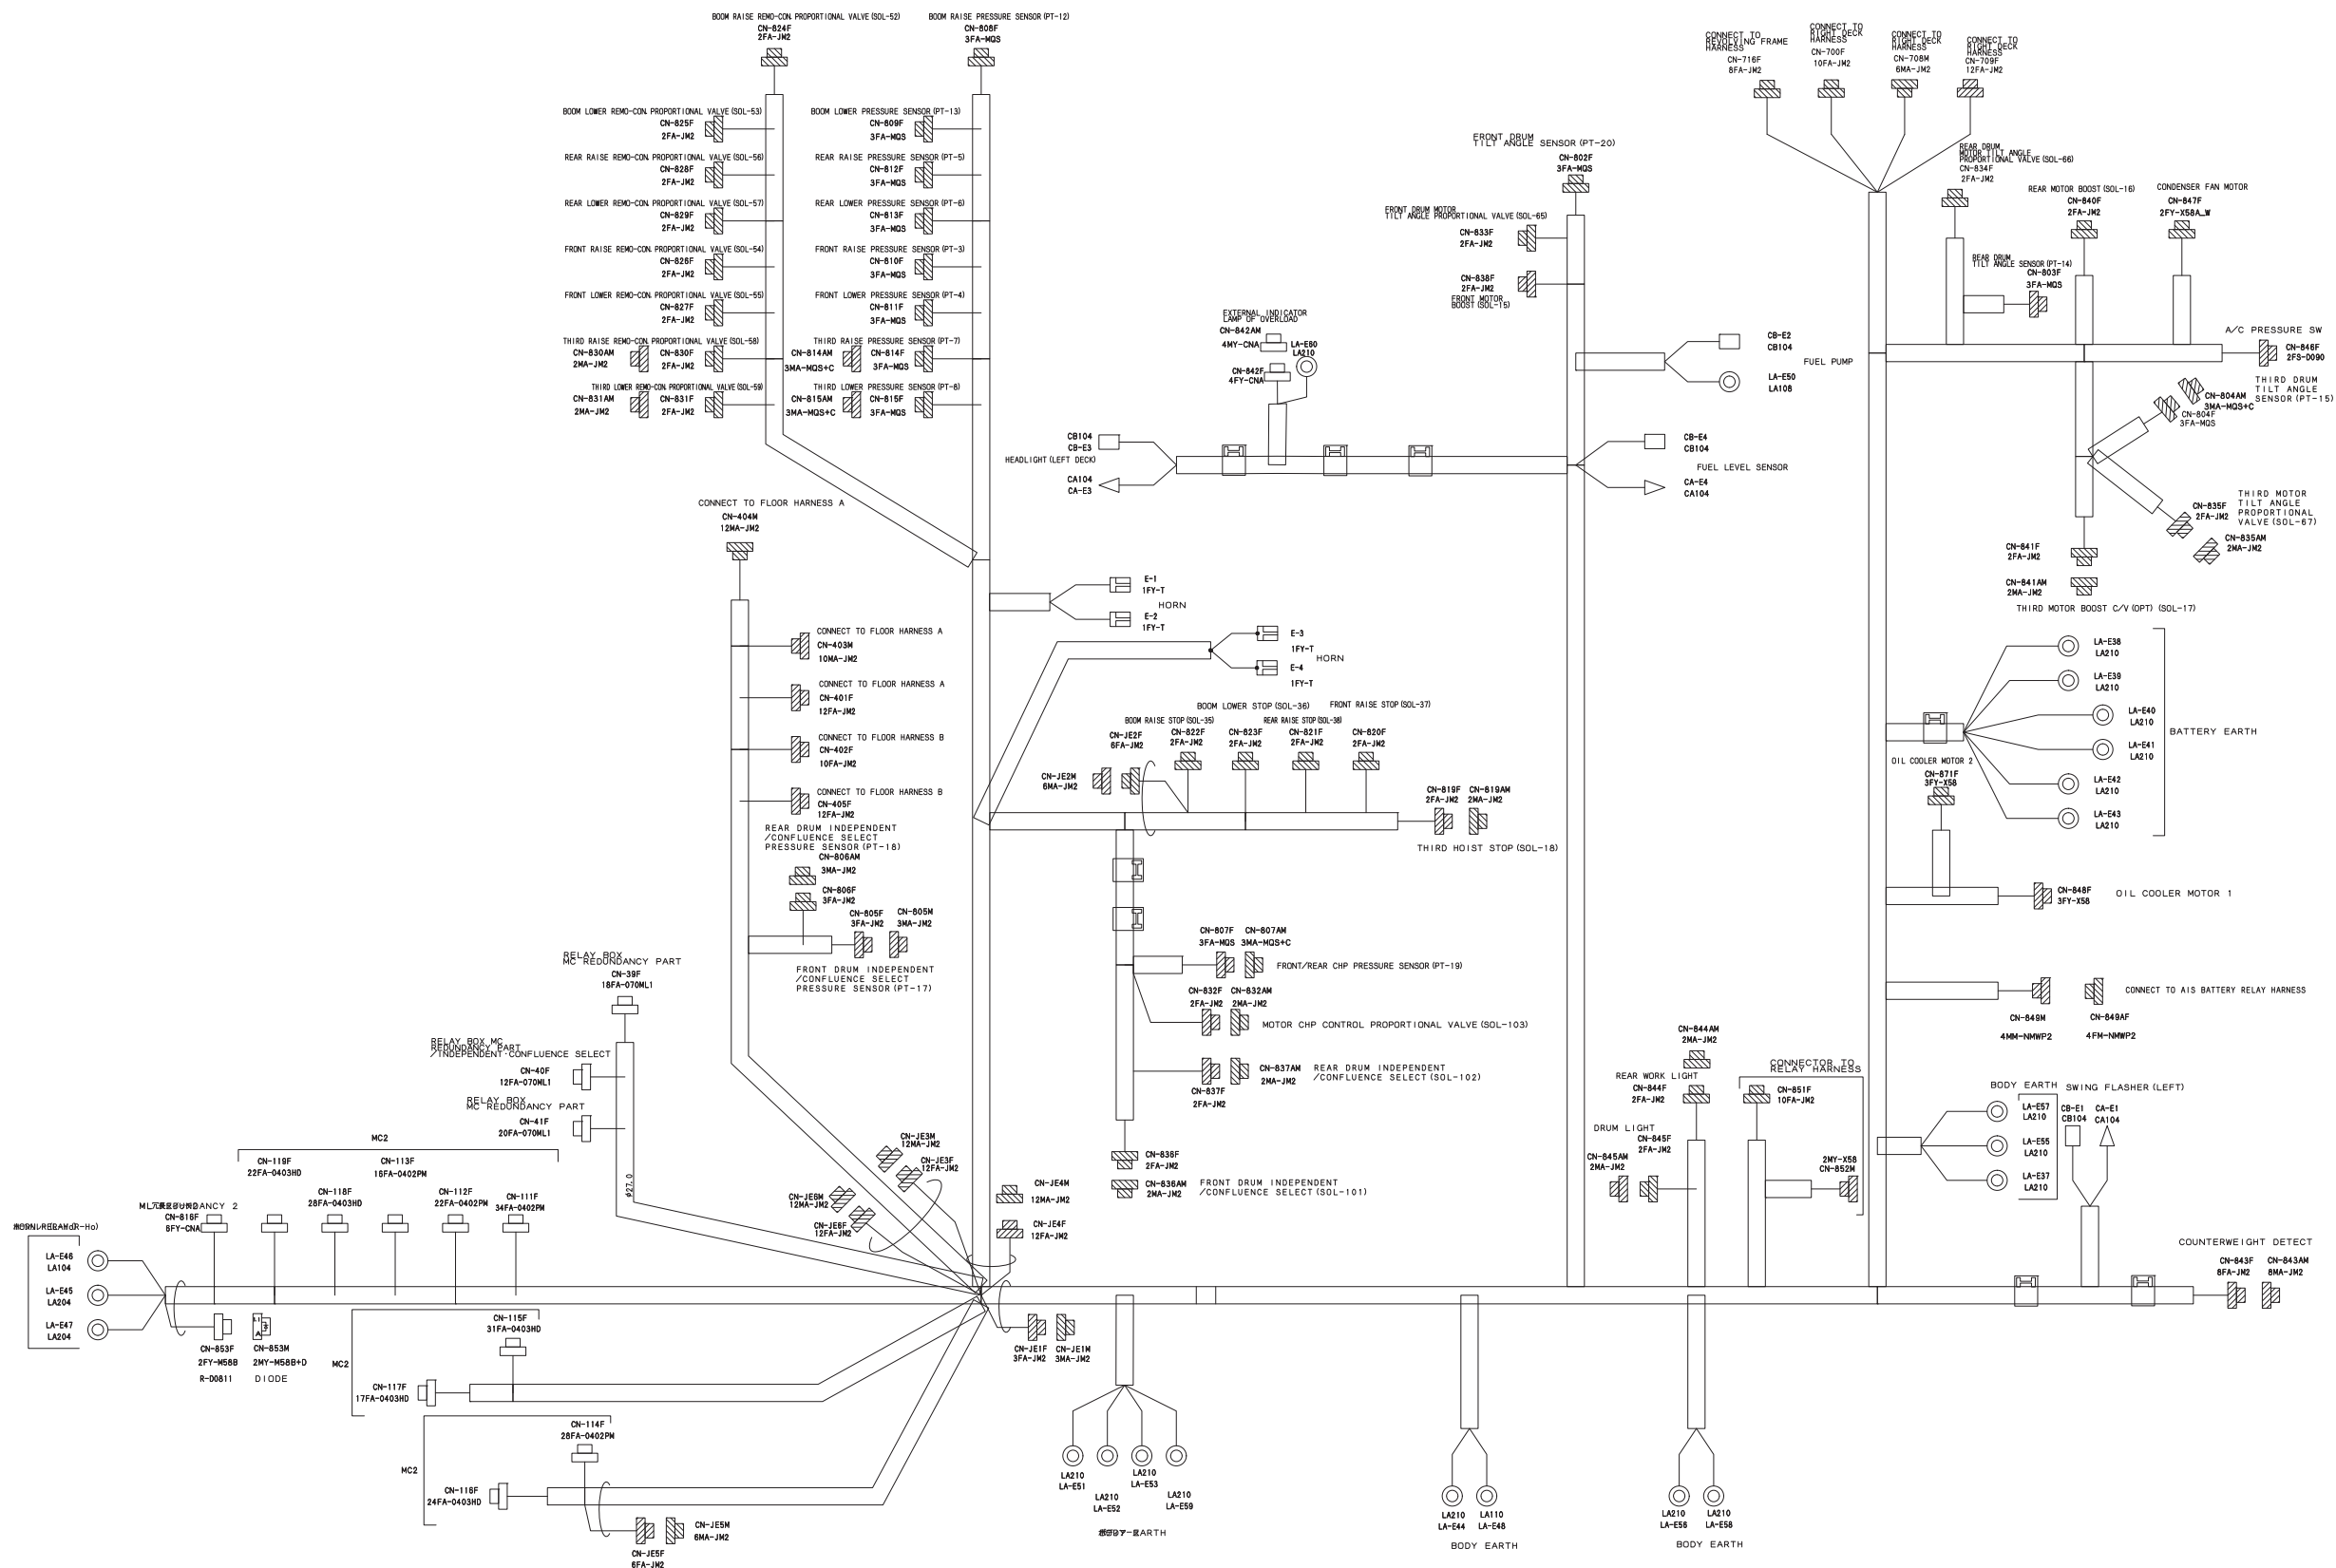 BOOM RAISE REMO-CON. PROPORTIONAL VALVE (SOL-52)
CN-824F
2FA-JM2
BOOM RAISE PRESSURE SENSOR (PT-12)
CN-808F
3FA-MQS
BOOM LOWER REMO-CON. PROPORTIONAL VALVE (SOL-53)
CN-825F
2FA-JM2
BOOM LOWER PRESSURE SENSOR (PT-13)
CN-809F
3FA-MQS
REAR RAISE REMO-CON. PROPORTIONAL VALVE (SOL-56)
CN-828F
2FA-JM2
REAR RAISE PRESSURE SENSOR (PT-5)
CN-812F
3FA-MQS
REAR LOWER REMO-CON. PROPORTIONAL VALVE (SOL-57)
CN-829F
2FA-JM2
REAR LOWER PRESSURE SENSOR (PT-6)
CN-813F
3FA-MQS
FRONT RAISE REMO-CON. PROPORTIONAL VALVE (SOL-54)
CN-826F
2FA-JM2
FRONT RAISE PRESSURE SENSOR (PT-3)
CN-810F
3FA-MQS
FRONT LOWER REMO-CON. PROPORTIONAL VALVE (SOL-55)
CN-827F
2FA-JM2
FRONT LOWER PRESSURE SENSOR (PT-4)
CN-811F
3FA-MQS
THIRD RAISE REMO-CON. PROPORTIONAL VALVE (SOL-58)
CN-830AM
2MA-JM2
CN-830F
2FA-JM2
THIRD RAISE PRESSURE SENSOR (PT-7)
CN-814AM
3MA-MQS+C
CN-814F
3FA-MQS
THIRD LOWER REMO-CON. PROPORTIONAL VALVE (SOL-59)
CN-831AM
2MA-JM2
CN-831F
2FA-JM2
THIRD LOWER PRESSURE SENSOR (PT-8)
CN-815AM
3MA-MQS+C
CN-815F
3FA-MQS
CONNECT TO
REVOLVING FRAME
HARNESS
CN-716F
8FA-JM2
CONNECT TO
RIGHT DECK
HARNESS
CN-700F
10FA-JM2
CONNECT TO
RIGHT DECK
HARNESS
CN-708M
6MA-JM2
CONNECT TO
RIGHT DECK
HARNESS
CN-709F
12FA-JM2
FRONT DRUM
TILT ANGLE SENSOR (PT-20)
CN-802F
3FA-MQS
FRONT DRUM MOTOR
TILT ANGLE PROPORTIONAL VALVE (SOL-65)
CN-833F
2FA-JM2
CN-838F
2FA-JM2
FRONT MOTOR
BOOST (SOL-15)
EXTERNAL INDICATOR
LAMP OF OVERLOAD
CN-842AM
4MY-CNA
LA-E60
LA210
CN-842F
4FY-CNA
CB-E2
CB104
FUEL PUMP
LA-E50
LA108
CB104
CB-E3
HEADLIGHT (LEFT DECK)
CA104
CA-E3
CB-E4
CB104
FUEL LEVEL SENSOR
CA-E4
CA104
REAR DRUM
MOTOR TILT ANGLE
PROPORTIONAL VALVE (SOL-66)
CN-834F
2FA-JM2
REAR MOTOR BOOST (SOL-16)
CN-840F
2FA-JM2
CONDENSER FAN MOTOR
CN-847F
2FY-X58A_W
REAR DRUM
TILT ANGLE SENSOR (PT-14)
CN-803F
3FA-MQS
A/C PRESSURE SW
CN-846F
2FS-D090
THIRD DRUM
TILT ANGLE
SENSOR (PT-15)
CN-804AM
3MA-MQS+C
CN-804F
3FA-MQS
THIRD MOTOR
TILT ANGLE
PROPORTIONAL
VALVE (SOL-67)
CN-835F
2FA-JM2
CN-835AM
2MA-JM2
CN-841F
2FA-JM2
CN-841AM
2MA-JM2
THIRD MOTOR BOOST C/V (OPT) (SOL-17)
CONNECT TO FLOOR HARNESS A
CN-404M
12MA-JM2
CONNECT TO FLOOR HARNESS A
CN-403M
10MA-JM2
CONNECT TO FLOOR HARNESS A
CN-401F
12FA-JM2
CONNECT TO FLOOR HARNESS B
CN-402F
10FA-JM2
CONNECT TO FLOOR HARNESS B
CN-405F
12FA-JM2
E-1
1FY-T
HORN
E-2
1FY-T
E-3
1FY-T
HORN
E-4
1FY-T
LA-E38
LA210
LA-E39
LA210
LA-E40
LA210
BATTERY EARTH
LA-E41
LA210
LA-E42
LA210
LA-E43
LA210
BOOM LOWER STOP (SOL-36)
FRONT RAISE STOP (SOL-37)
BOOM RAISE STOP (SOL-35)
REAR RAISE STOP (SOL-38)
CN-JE2F
6FA-JM2
CN-822F
2FA-JM2
CN-823F
2FA-JM2
CN-821F
2FA-JM2
CN-820F
2FA-JM2
CN-JE2M
6MA-JM2
CN-819F
2FA-JM2
CN-819AM
2MA-JM2
THIRD HOIST STOP (SOL-18)
OIL COOLER MOTOR 2
CN-871F
3FY-X58
CN-848F
3FY-X58
OIL COOLER MOTOR 1
REAR DRUM INDEPENDENT
/CONFLUENCE SELECT
PRESSURE SENSOR (PT-18)
CN-806AM
3MA-JM2
CN-806F
3FA-JM2
CN-805F
3FA-JM2
CN-805M
3MA-JM2
FRONT DRUM INDEPENDENT
/CONFLUENCE SELECT
PRESSURE SENSOR (PT-17)
CN-807F
3FA-MQS
CN-807AM
3MA-MQS+C
FRONT/REAR CHP PRESSURE SENSOR (PT-19)
CN-832F
2FA-JM2
CN-832AM
2MA-JM2
MOTOR CHP CONTROL PROPORTIONAL VALVE (SOL-103)
CN-837AM
2MA-JM2
REAR DRUM INDEPENDENT
/CONFLUENCE SELECT (SOL-102)
CN-837F
2FA-JM2
CN-836F
2FA-JM2
CN-836AM
2MA-JM2
FRONT DRUM INDEPENDENT
/CONFLUENCE SELECT (SOL-101)
CONNECT TO AIS BATTERY RELAY HARNESS
CN-849M
4MM-NMWP2
CN-849AF
4FM-NMWP2
RELAY BOX
MC REDUNDANCY PART
CN-39F
18FA-070ML1
RELAY BOX MC
REDUNDANCY PART
/INDEPENDENT-CONFLUENCE SELECT
CN-40F
12FA-070ML1
RELAY BOX
MC REDUNDANCY PART
CN-41F
20FA-070ML1
φ27.0
CN-844AM
2MA-JM2
REAR WORK LIGHT
CN-844F
2FA-JM2
DRUM LIGHT
CN-845F
2FA-JM2
CN-845AM
2MA-JM2
CONNECTOR TO
RELAY HARNESS
CN-851F
10FA-JM2
2MY-X58
CN-852M
BODY EARTH
LA-E57
LA210
LA-E55
LA210
LA-E37
LA210
SWING FLASHER (LEFT)
CB-E1
CB104
CA-E1
CA104
COUNTERWEIGHT DETECT
CN-843F
8FA-JM2
CN-843AM
8MA-JM2
MC2
CN-119F
22FA-0403HD
CN-113F
16FA-0402PM
CN-118F
28FA-0403HD
CN-112F
22FA-0402PM
CN-111F
34FA-0402PM
CN-816F
8FY-CNA
LA-E46
LA104
LA-E45
LA204
LA-E47
LA204
CN-853F
2FY-M58B
R-D0811
CN-853M
2MY-M58B+D
DIODE
CN-JE3M
12MA-JM2
CN-JE3F
12FA-JM2
CN-JE6M
12MA-JM2
CN-JE6F
12FA-JM2
CN-JE4M
12MA-JM2
CN-JE4F
12FA-JM2
CN-JE1F
3FA-JM2
CN-JE1M
3MA-JM2
CN-115F
31FA-0403HD
MC2
CN-117F
17FA-0403HD
CN-114F
28FA-0402PM
MC2
CN-116F
24FA-0403HD
CN-JE5M
6MA-JM2
CN-JE5F
6FA-JM2
LA210
LA-E51
LA210
LA-E52
LA210
LA-E53
LA210
LA-E59
EARTH
LA210
LA-E44
LA110
LA-E48
BODY EARTH
LA210
LA-E56
LA210
LA-E58
BODY EARTH